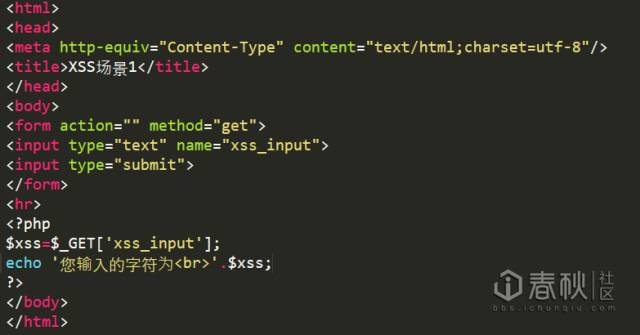 <html>
<head>
<meta http-equiv="Content-Type" content="text/html;charset=utf-8"/>
<title>XSS场景1</title>
</head>
<body>
<form action="" method="get">
<input type="text" name="xss_input">
<input type="submit">
</form>
<hr>
<?php
$xss=$_GET['xss_input'];
echo '您输入的字符为<br>'.$xss;
?>
</body>
</html>
i春秋社区
bbs.ichunqiu.com